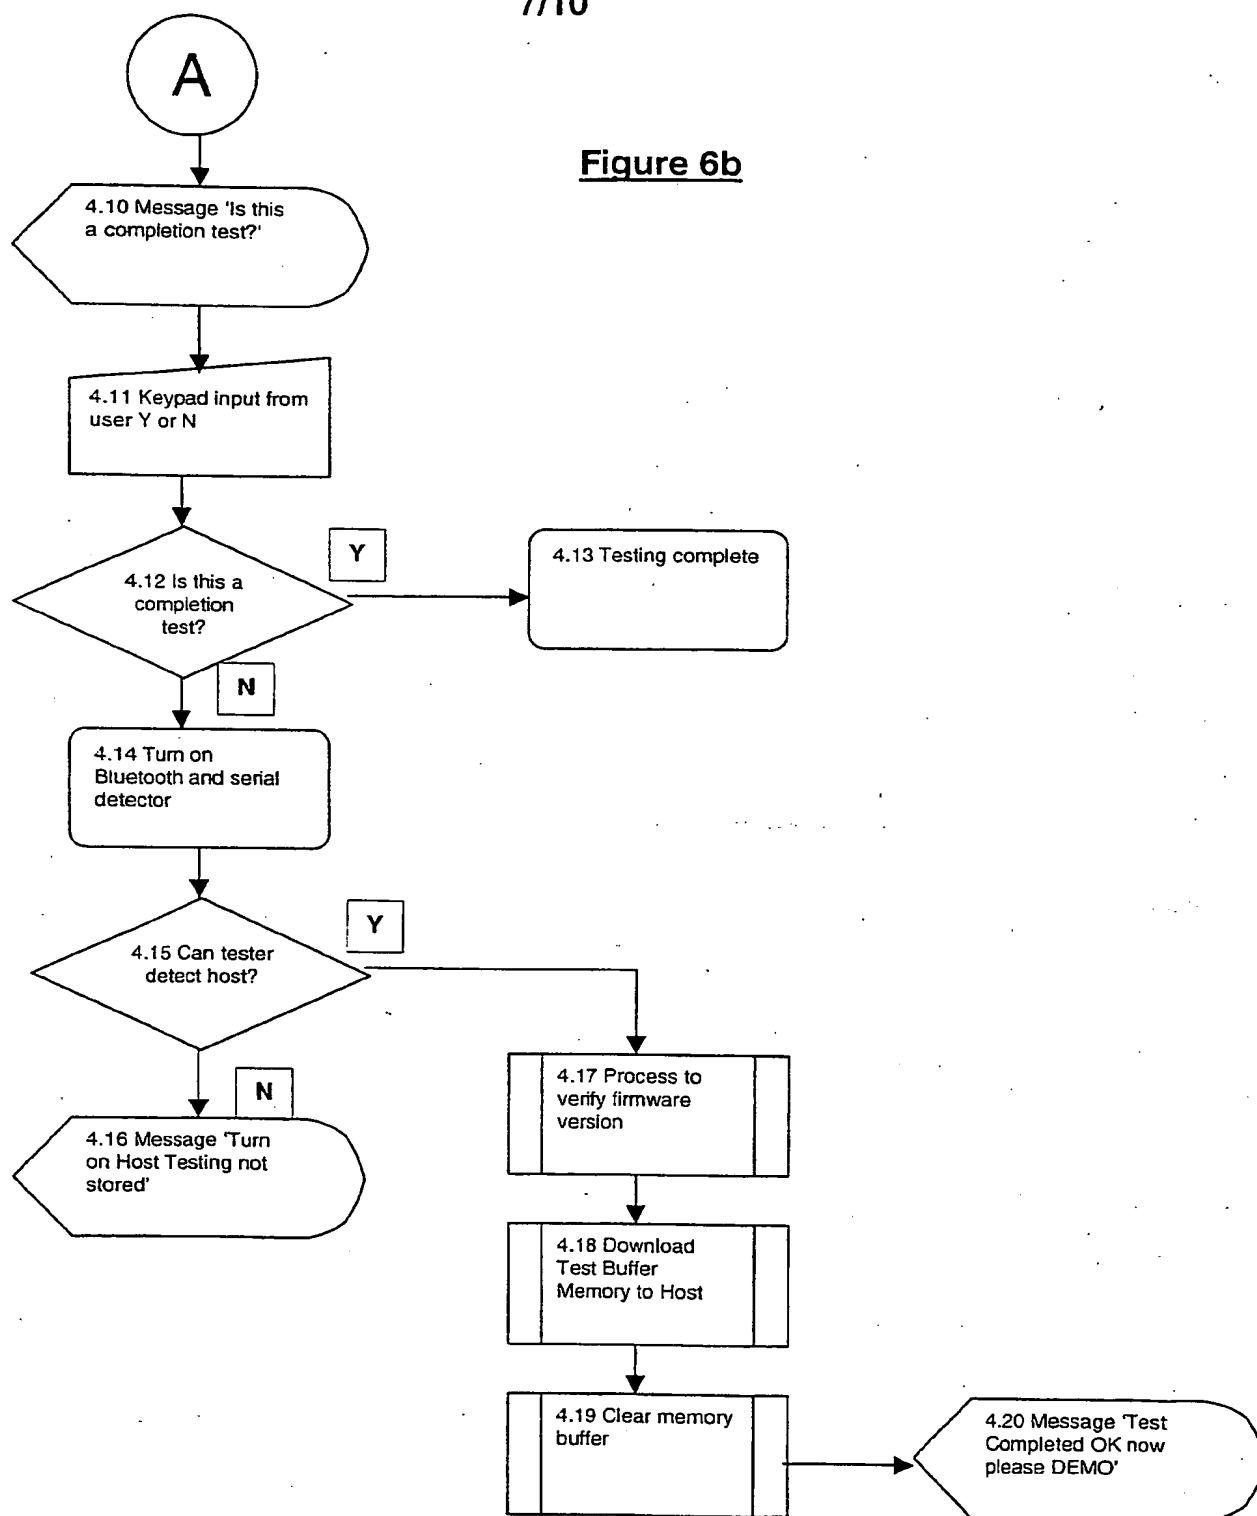 7/10
A
Figure 6b
4.10 Message 'Is this
a completion test?'
4.11 Keypad input from
user Y or N
4.12 Is this a
completion
test?
Y
4.13 Testing complete
N
4.14 Turn on
Bluetooth and serial
detector
4.15 Can tester
detect host?
Y
N
4.16 Message 'Turn
on Host Testing not
stored'
4.17 Process to
verify firmware
version
4.18 Download
Test Buffer
Memory to Host
4.19 Clear memory
buffer
4.20 Message 'Test
Completed OK now
please DEMO'